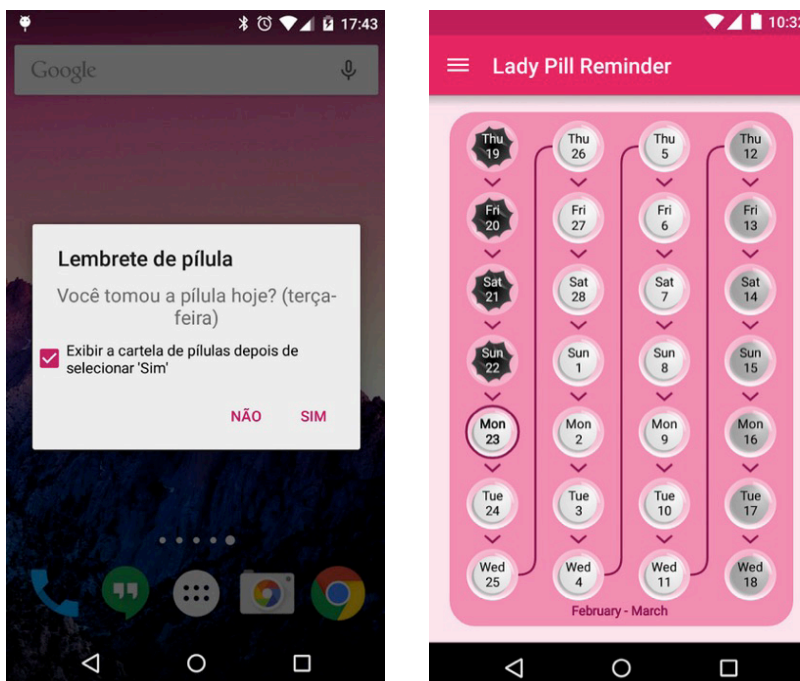 17:43
Google
Lembrete de pílula
Você tomou a pílula hoje? (terça-
feira)
Exibir a cartela de pílulas depois de
selecionar 'Sim'
NÃO SIM
10:32
Lady Pill Reminder
Thu
19
Fri
20
Sat
21
Sun
22
Mon
23
Tue
24
Wed
25
Thu
26
Fri
27
Sat
28
Sun
1
Mon
2
Tue
3
Wed
4
Thu
5
Fri
6
Sat
7
Sun
8
Mon
9
Tue
10
Wed
11
Thu
12
Fri
13
Sat
14
Sun
15
Mon
16
Tue
17
Wed
18
February - March